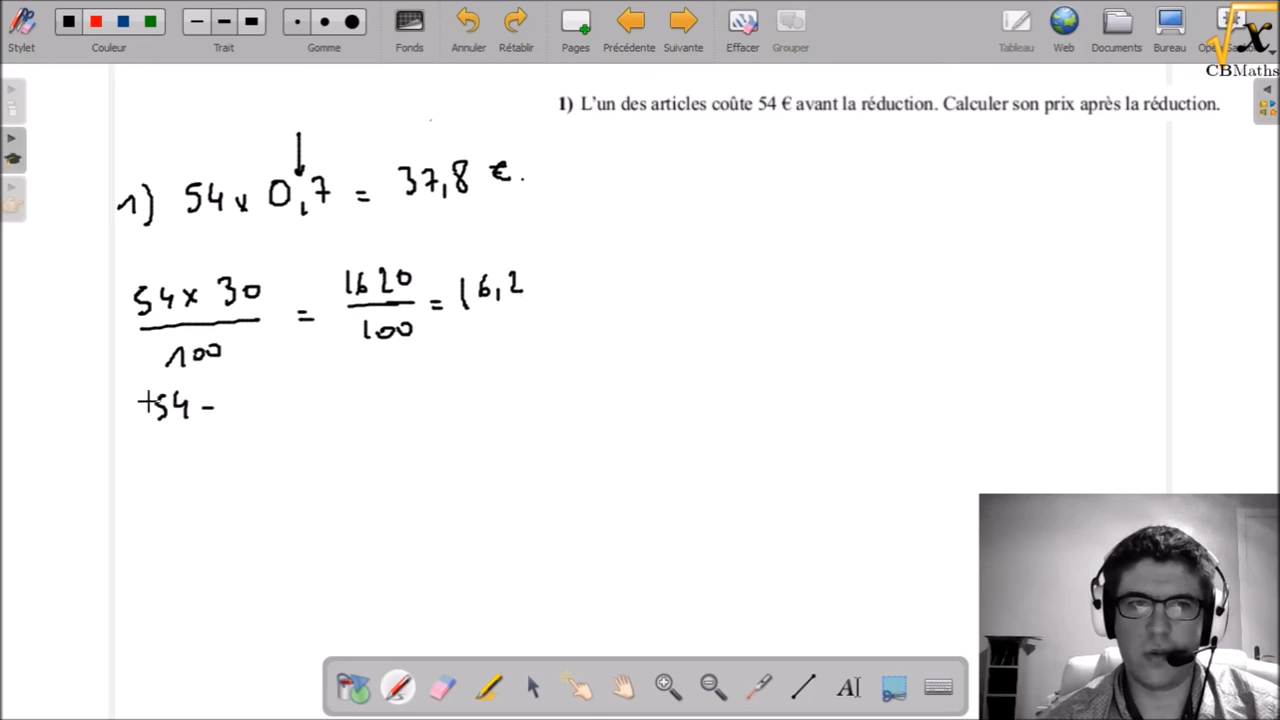 Stylet Couleur Trait Gomme Fonds Annuler Rétablir Pages Précédente Suivante Effacer Grouper Tableau Web Documents Bureau
CBMaths
1) L'un des articles coûte 54 € avant la réduction. Calculer son prix après la réduction.
1) 54 × 0,7 = 37,8 €.
54 × 30 / 100 = 1620 / 100 = 16,2
54 -